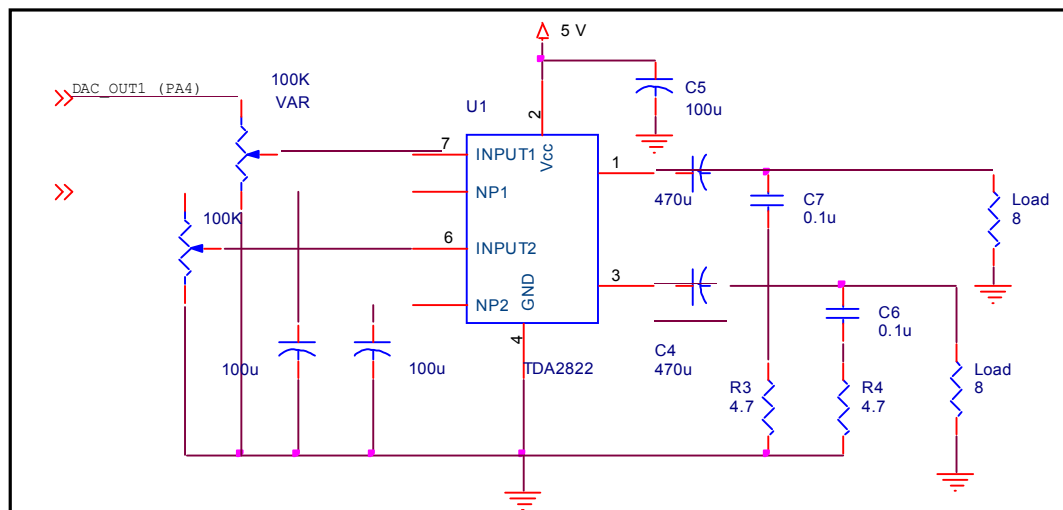 5 V
DAC_OUT1 (PA4)
100K
VAR
U1
C5
100u
2
Vcc
7
INPUT1
1
NP1
470u
C7
0.1u
Load
8
100K
6
INPUT2
3
GND
NP2
C6
0.1u
4
100u
100u
TDA2822
C4
470u
R3
4.7
R4
4.7
Load
8